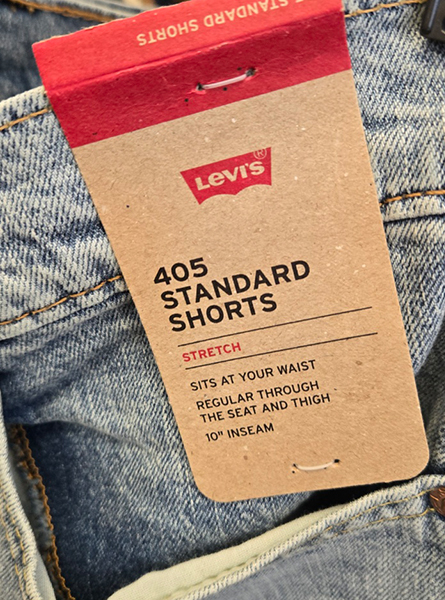 STANDARD SHORTS
Levi's®
405
STANDARD
SHORTS
STRETCH
SITS AT YOUR WAIST
REGULAR THROUGH
THE SEAT AND THIGH
10" INSEAM